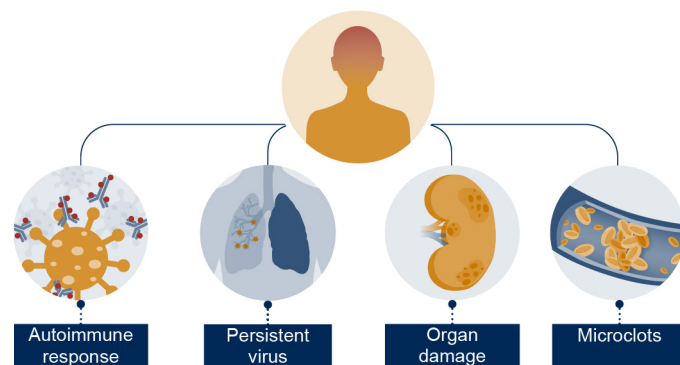 Autoimmune
response
Persistent
virus
Organ
damage
Microclots